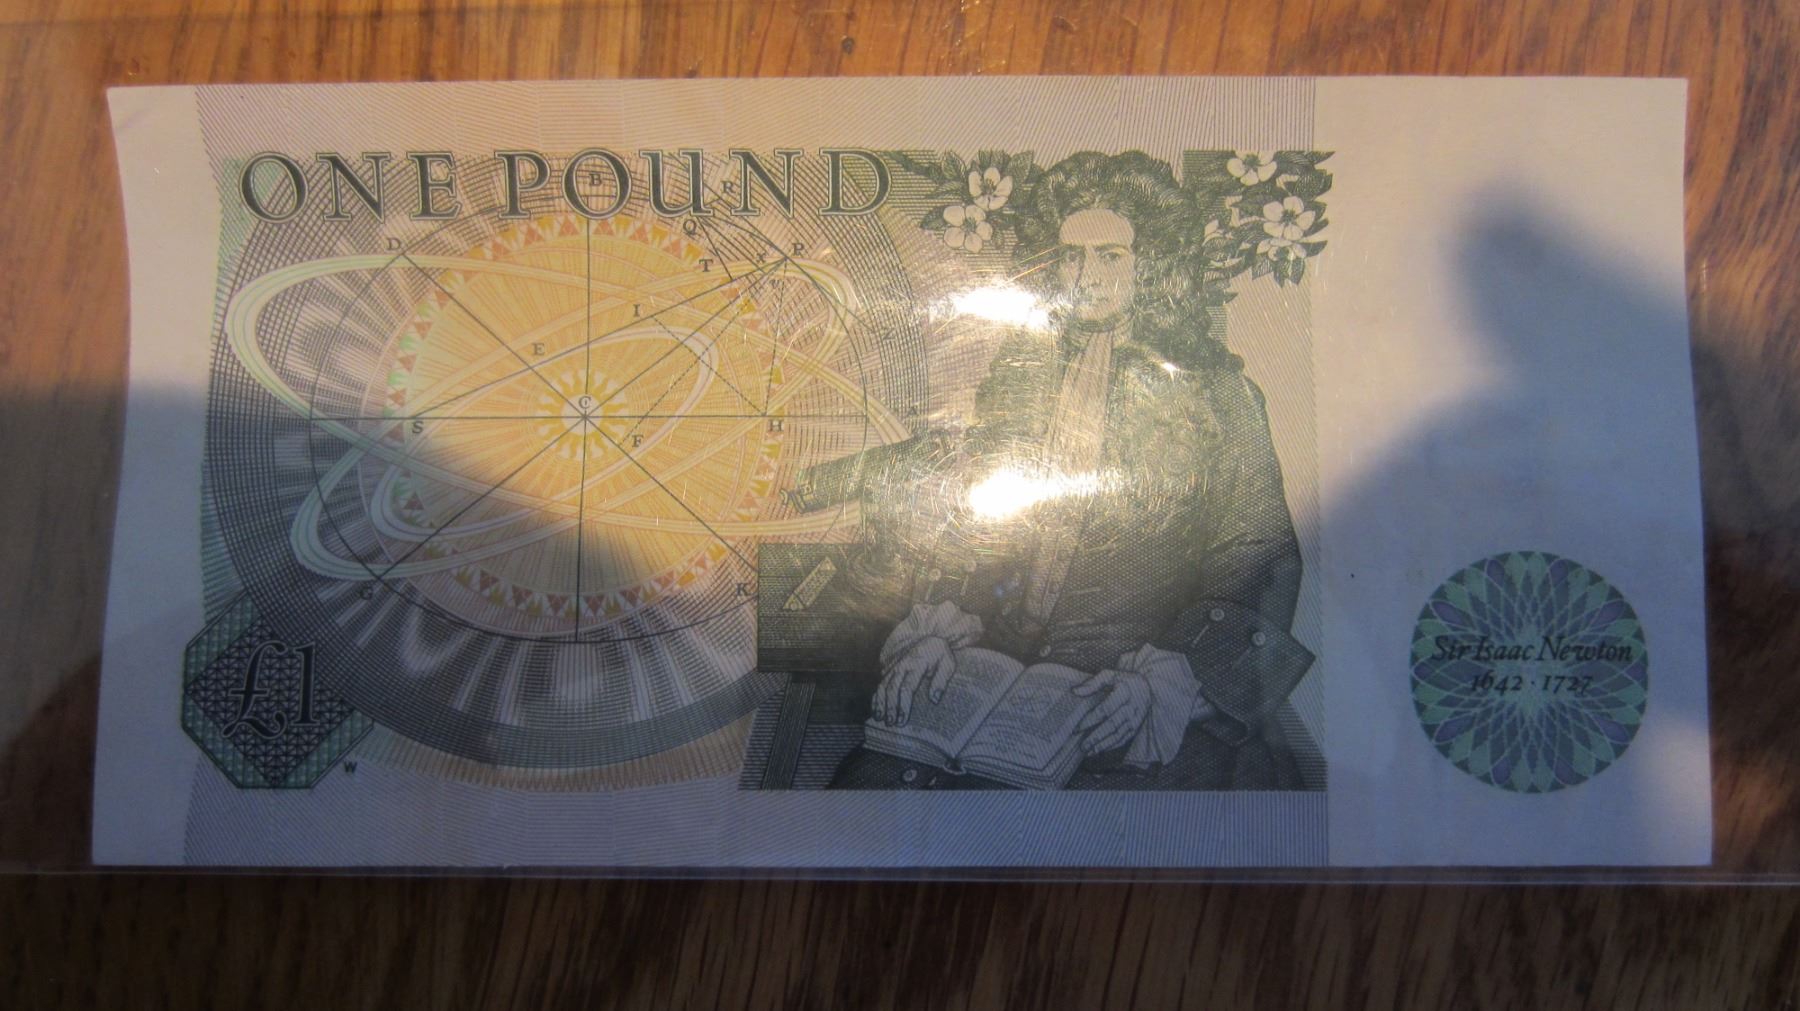 ONE POUND
B
R
D
Q
P
T
x
v
I
Z
E
C
A
S
F
H
G
K
£1
W
Sir Isaac Newton
1642 · 1727